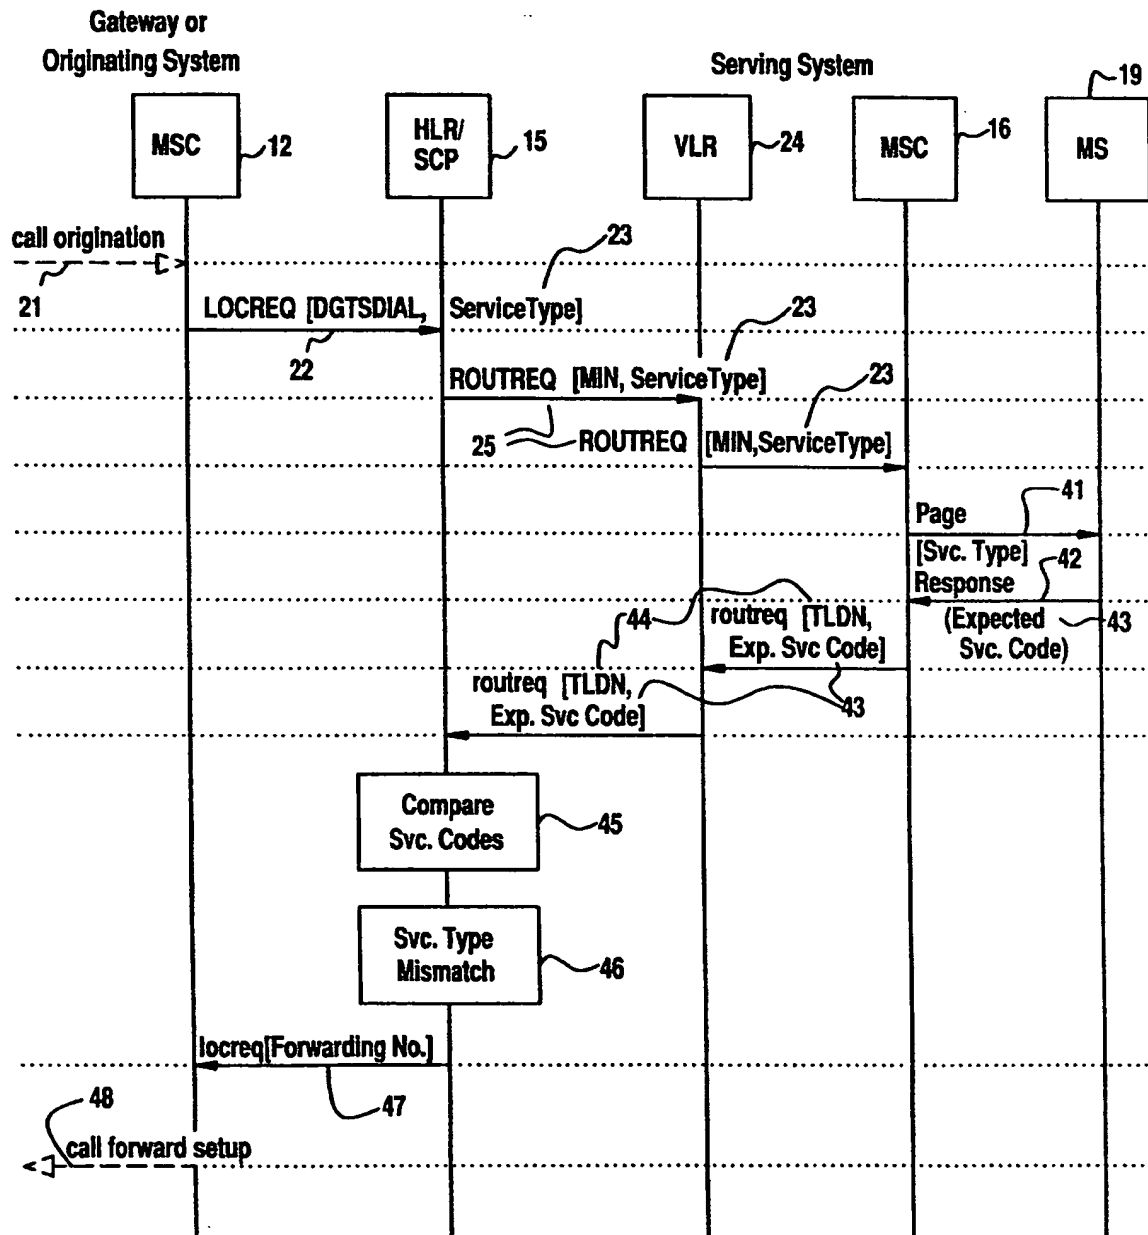 Gateway or
Originating System
Serving System
19
MSC
12
HLR/
SCP
15
VLR
24
MSC
16
MS
call origination
21
23
LOCREQ [DGTSDIAL, ServiceType]
22
23
ROUTREQ [MIN, ServiceType]
23
25
ROUTREQ [MIN,ServiceType]
41
Page
[Svc. Type]
42
Response
(Expected
Svc. Code)
43
44
routreq [TLDN,
Exp. Svc Code]
routreq [TLDN,
Exp. Svc Code]
43
Compare
Svc. Codes
45
Svc. Type
Mismatch
46
locreq[Forwarding No.]
47
48
call forward setup